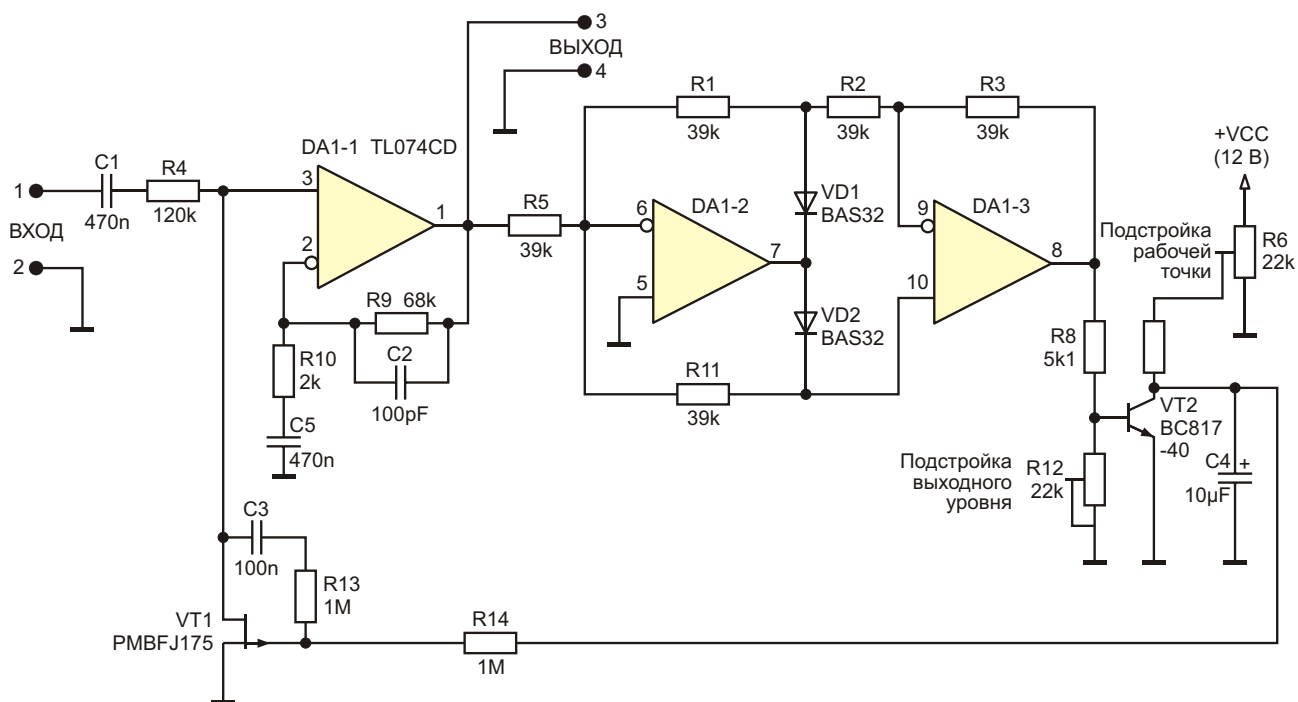 3
ВЫХОД
4
R1
39k
R2
39k
R3
39k
+VCC
(12 В)
DA1-1 TL074CD
C1
470n
R4
120k
1
ВХОД
2
3
2
1
R5
39k
6
5
DA1-2
7
VD1
BAS32
VD2
BAS32
9
10
DA1-3
8
Подстройка
рабочей
точки
R6
22k
R9 68k
C2
100pF
R10
2k
C5
470n
R11
39k
R8
5k1
VT2
BC817
-40
C4
+
10µF
Подстройка
выходного
уровня
R12
22k
C3
100n
R13
1M
VT1
PMBFJ175
R14
1M